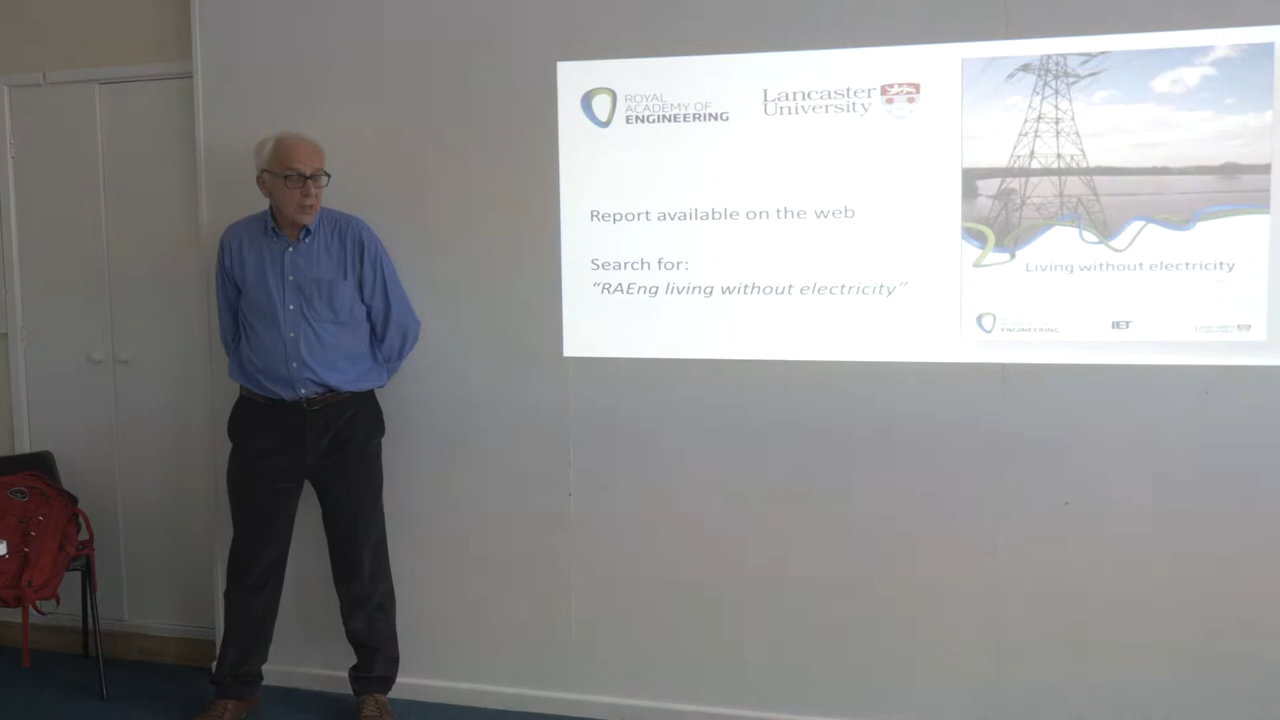 ROYAL
ACADEMY OF
ENGINEERING
Lancaster
University
Report available on the web
Search for:
“RAEng living without electricity”
Living without electricity
ENGINEERING
IET